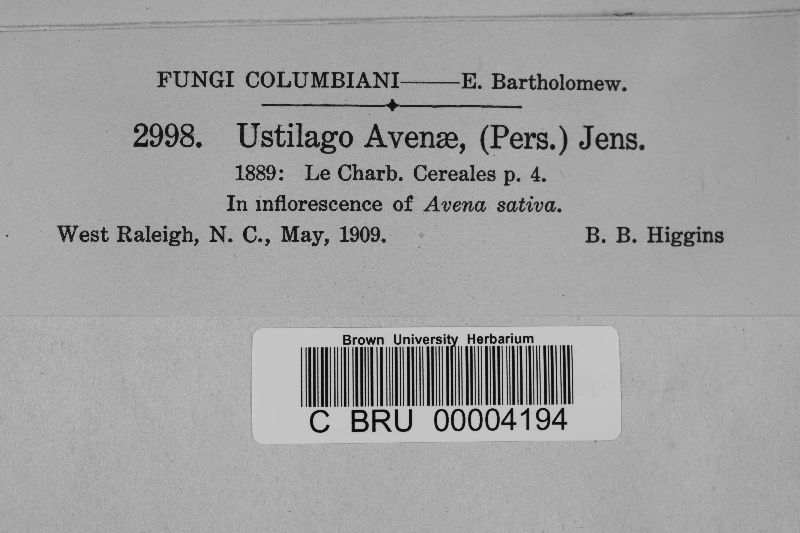 FUNGI COLUMBIANI——E. Bartholomew.
2998. Ustilago Avenæ, (Pers.) Jens.
1889: Le Charb. Cereales p. 4.
In inflorescence of Avena sativa.
West Raleigh, N. C., May, 1909. B. B. Higgins
Brown University Herbarium
C BRU 00004194